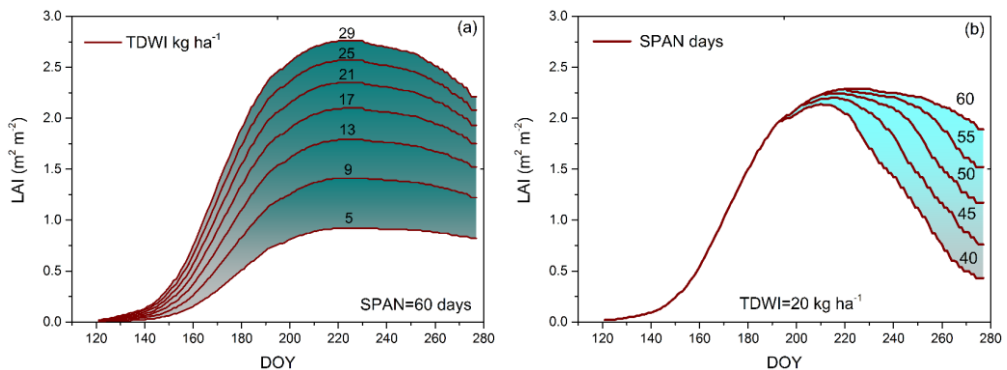 (a)
TDWI kg ha⁻¹
29
25
21
17
13
9
5
SPAN=60 days
LAI (m² m⁻²)
3.0
2.5
2.0
1.5
1.0
0.5
0.0
120 140 160 180 200 220 240 260 280
DOY
(b)
SPAN days
60
55
50
45
40
TDWI=20 kg ha⁻¹
LAI (m² m⁻²)
3.0
2.5
2.0
1.5
1.0
0.5
0.0
120 140 160 180 200 220 240 260 280
DOY